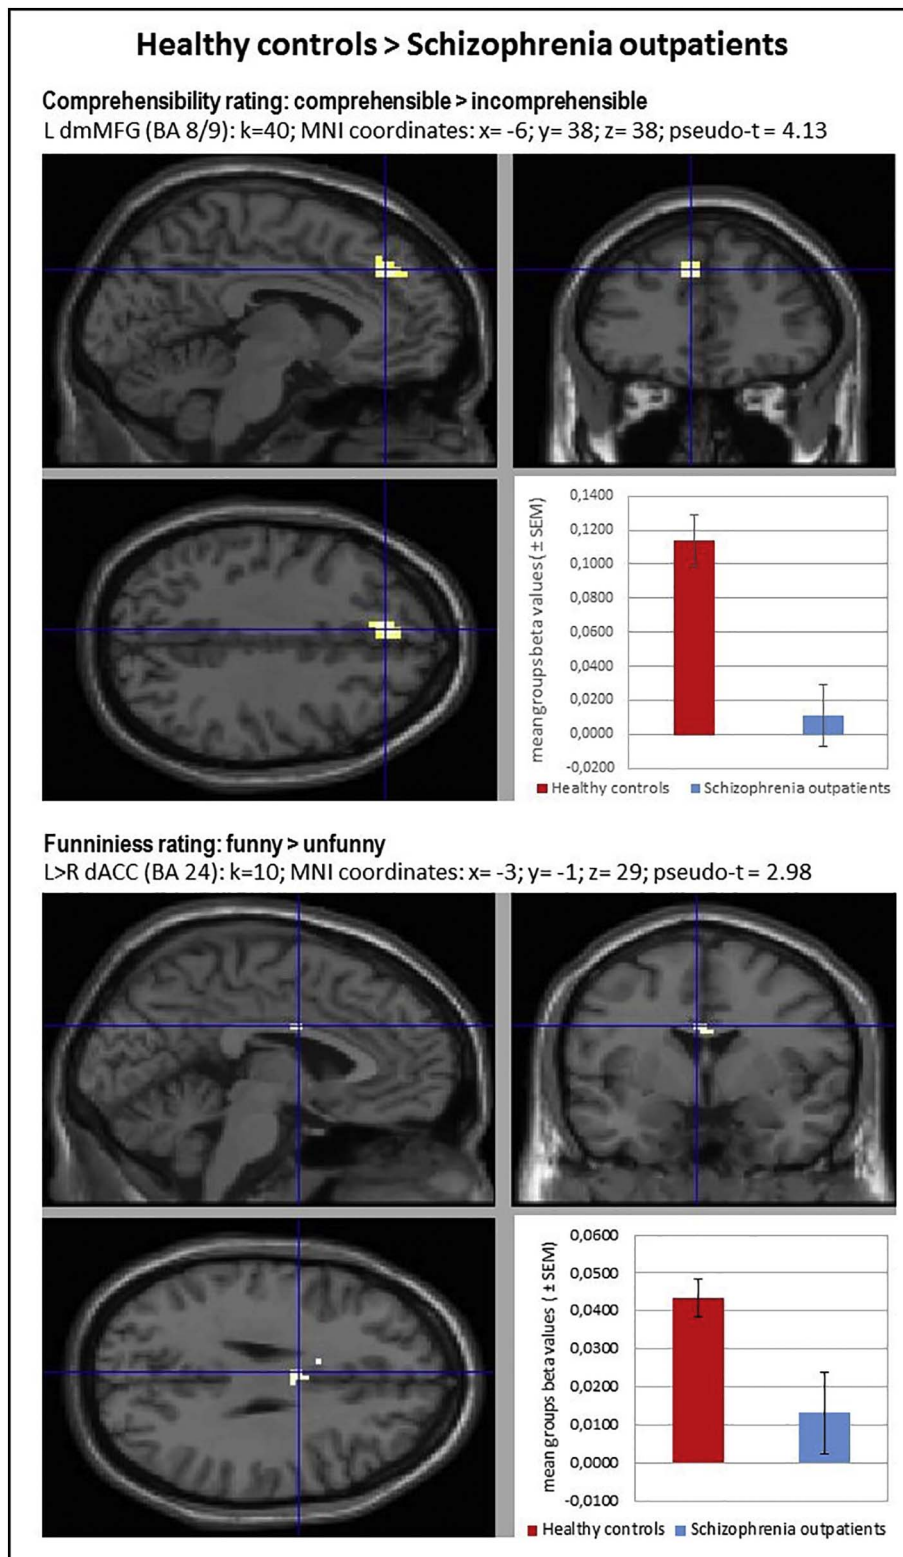 Healthy controls > Schizophrenia outpatients
Comprehensibility rating: comprehensible > incomprehensible
L dmMFG (BA 8/9): k=40; MNI coordinates: x= -6; y= 38; z= 38; pseudo-t = 4.13
mean groups beta values ( ± SEM)
0,1400
0,1200
0,1000
0,0800
0,0600
0,0400
0,0200
0,0000
-0,0200
Healthy controls Schizophrenia outpatients
Funniniess rating: funny > unfunny
L>R dACC (BA 24): k=10; MNI coordinates: x= -3; y= -1; z= 29; pseudo-t = 2.98
mean groups beta values ( ± SEM)
0,0600
0,0500
0,0400
0,0300
0,0200
0,0100
0,0000
-0,0100
Healthy controls Schizophrenia outpatients